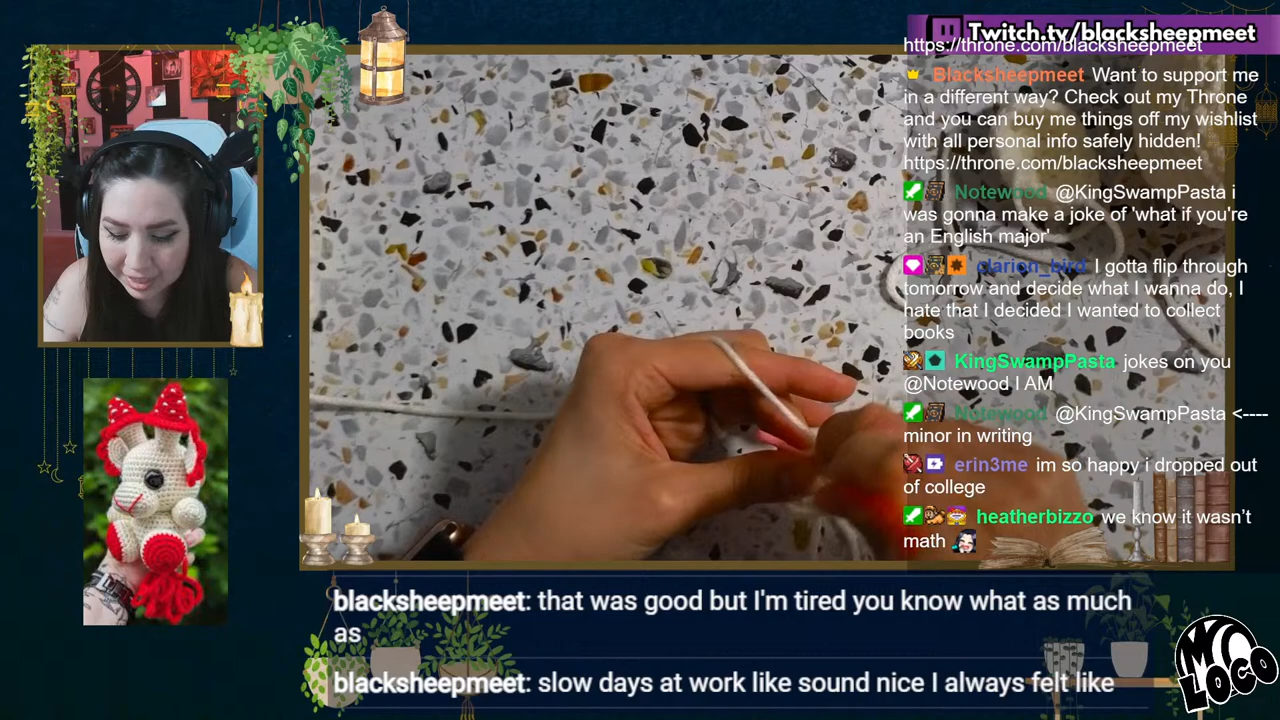 Twitch.tv/blacksheepmeet
https://throne.com/blacksheepmeet
Blacksheepmeet Want to support me
in a different way? Check out my Throne
and you can buy me things off my wishlist
with all personal info safely hidden!
https://throne.com/blacksheepmeet
Notewood @KingSwampPasta i
was gonna make a joke of 'what if you're
an English major'
clarion_bird I gotta flip through
tomorrow and decide what I wanna do, I
hate that I decided I wanted to collect
books
KingSwampPasta jokes on you
@Notewood I AM
Notewood @KingSwampPasta <----
minor in writing
erin3me im so happy i dropped out
of college
heatherbizzo we know it wasn't
math
blacksheepmeet: that was good but I'm tired you know what as much
as
blacksheepmeet: slow days at work like sound nice I always felt like
MC
LOCO